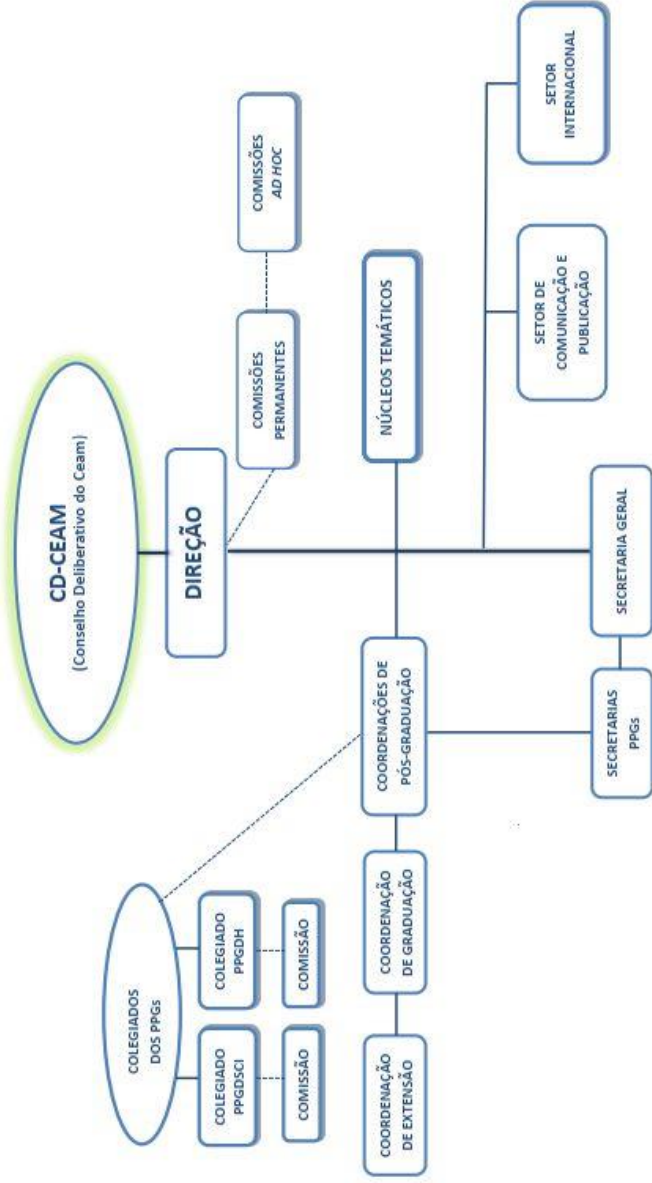 CD-CEAM
(Conselho Deliberativo do Ceam)
DIREÇÃO
COMISSÕES
PERMANENTES
COMISSÕES
AD HOC
COLEGIADOS
DOS PPGs
COLEGIADO
PPGDSCI
COLEGIADO
PPGDH
COMISSÃO
COMISSÃO
COORDENAÇÃO
DE EXTENSÃO
COORDENAÇÃO
DE GRADUAÇÃO
COORDENAÇÕES DE
PÓS-GRADUAÇÃO
NÚCLEOS TEMÁTICOS
SETOR DE
COMUNICAÇÃO E
PUBLICAÇÃO
SETOR
INTERNACIONAL
SECRETARIAS
PPGs
SECRETARIA GERAL